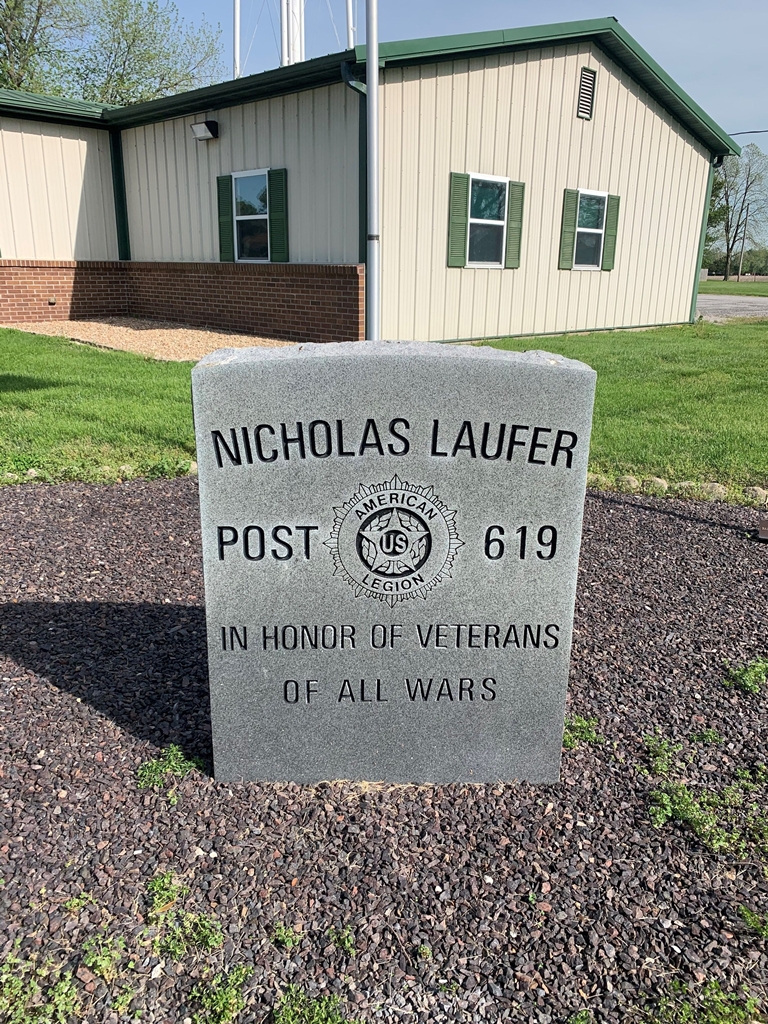 NICHOLAS LAUFER
POST 619
AMERICAN
US
LEGION
IN HONOR OF VETERANS
OF ALL WARS